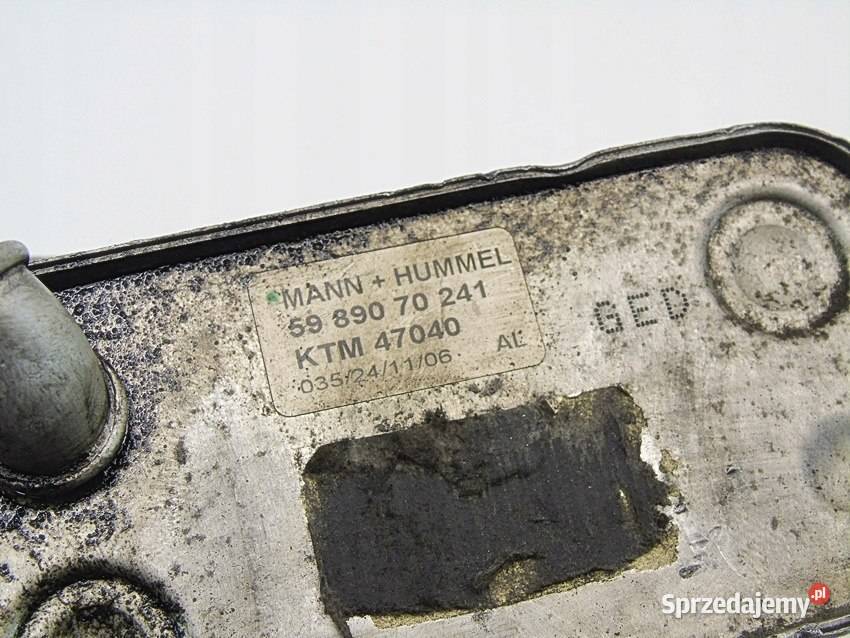 MANN + HUMMEL
59 890 70 241
KTM 47040
035/24/11/06 AL
GED
Sprzedajemy.pl